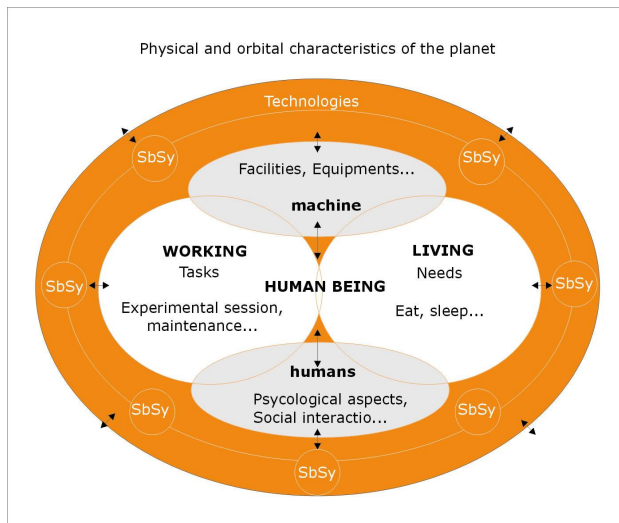 Physical and orbital characteristics of the planet
Technologies
SbSy
SbSy
Facilities, Equipments...
machine
WORKING
Tasks
Experimental session,
maintenance...
LIVING
Needs
Eat, sleep...
HUMAN BEING
SbSy
SbSy
humans
Psycological aspects,
Social interactio...
SbSy
SbSy
SbSy